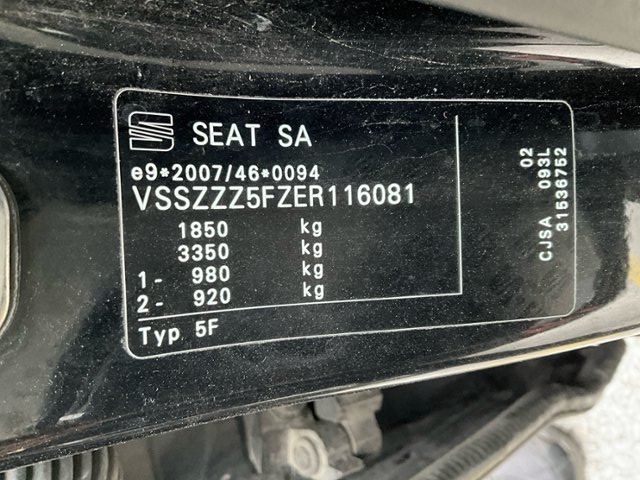 SEAT SA
e9*2007/46*0094
VSSZZZ5FZER116081
1850 kg
3350 kg
1- 980 kg
2- 920 kg
Typ 5F
02
CJSA 093L
31536752